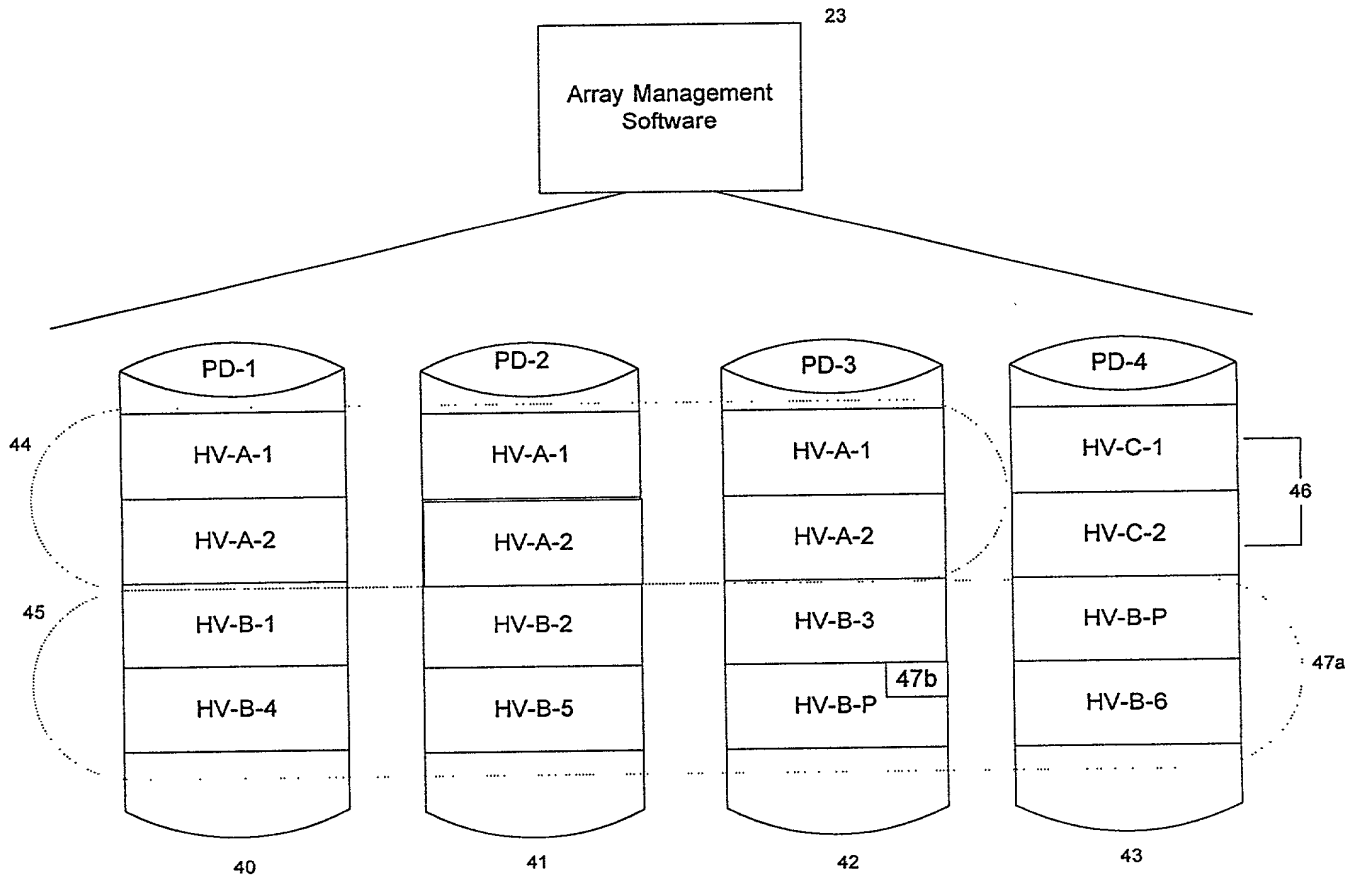 23
Array Management
Software
PD-1
PD-2
PD-3
PD-4
44
HV-A-1
HV-A-1
HV-A-1
HV-C-1
46
HV-A-2
HV-A-2
HV-A-2
HV-C-2
45
HV-B-1
HV-B-2
HV-B-3
HV-B-P
47a
47b
HV-B-4
HV-B-5
HV-B-P
HV-B-6
40
41
42
43